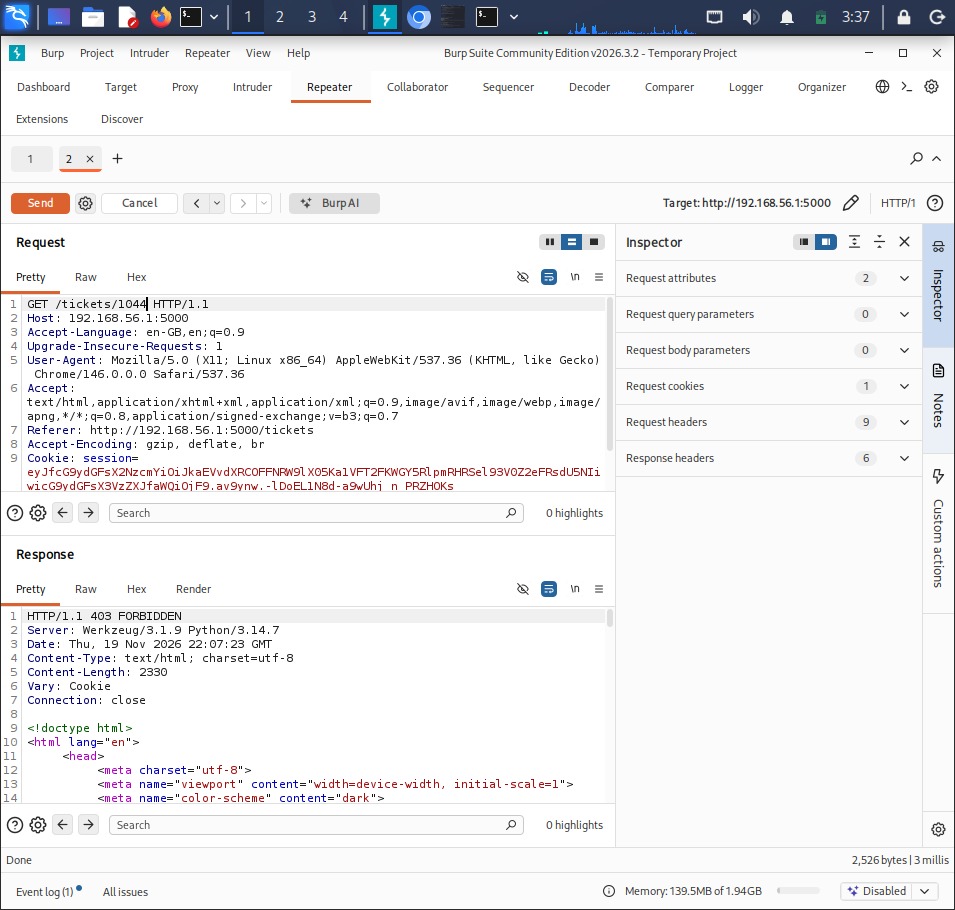 1 2 3 4 3:37
Burp Project Intruder Repeater View Help Burp Suite Community Edition v2026.3.2 - Temporary Project
Dashboard Target Proxy Intruder Repeater Collaborator Sequencer Decoder Comparer Logger Organizer
Extensions Discover
1 2 × +
Send Cancel < > Burp AI Target: http://192.168.56.1:5000 HTTP/1
Request
Pretty Raw Hex \n
1 GET /tickets/1044 HTTP/1.1
2 Host: 192.168.56.1:5000
3 Accept-Language: en-GB,en;q=0.9
4 Upgrade-Insecure-Requests: 1
5 User-Agent: Mozilla/5.0 (X11; Linux x86_64) AppleWebKit/537.36 (KHTML, like Gecko)
Chrome/146.0.0.0 Safari/537.36
6 Accept:
text/html,application/xhtml+xml,application/xml;q=0.9,image/avif,image/webp,image/
apng,*/*;q=0.8,application/signed-exchange;v=b3;q=0.7
7 Referer: http://192.168.56.1:5000/tickets
8 Accept-Encoding: gzip, deflate, br
9 Cookie: session=
Search 0 highlights
Response
Pretty Raw Hex Render \n
1 HTTP/1.1 403 FORBIDDEN
2 Server: Werkzeug/3.1.9 Python/3.14.7
3 Date: Thu, 19 Nov 2026 22:07:23 GMT
4 Content-Type: text/html; charset=utf-8
5 Content-Length: 2330
6 Vary: Cookie
7 Connection: close
8
9 <!doctype html>
10 <html lang="en">
11 <head>
12 <meta charset="utf-8">
13 <meta name="viewport" content="width=device-width, initial-scale=1">
14 <meta name="color-scheme" content="dark">
Search 0 highlights
Inspector
Request attributes 2
Request query parameters 0
Request body parameters 0
Request cookies 1
Request headers 9
Response headers 6
Inspector
Notes
Custom actions
Done 2,526 bytes | 3 millis
Event log (1) All issues Memory: 139.5MB of 1.94GB Disabled